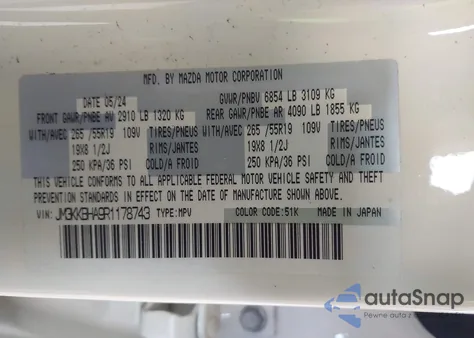 MFD. BY MAZDA MOTOR CORPORATION
DATE 05/24 GVWR/PNBV 6854 LB 3109 KG
FRONT GAWR/PNBE AV 2910 LB 1320 KG REAR GAWR/PNBE AR 4090 LB 1855 KG
WITH/AVEC 265 /55R19 109V TIRES/PNEUS WITH/AVEC 265 /55R19 109V TIRES/PNEUS
19X8 1/2J RIMS/JANTES 19X8 1/2J RIMS/JANTES
250 KPA/36 PSI COLD/A FROID 250 KPA/36 PSI COLD/A FROID
THIS VEHICLE CONFORMS TO ALL APPLICABLE FEDERAL MOTOR VEHICLE SAFETY AND THEFT
PREVENTION STANDARDS IN EFFECT ON THE DATE OF MANUFACTURE SHOWN ABOVE.
VIN: JM3KK3HA9R1178743 TYPE:MPV COLOR CODE:51K MADE IN JAPAN
autoSnap
Pewne auto z